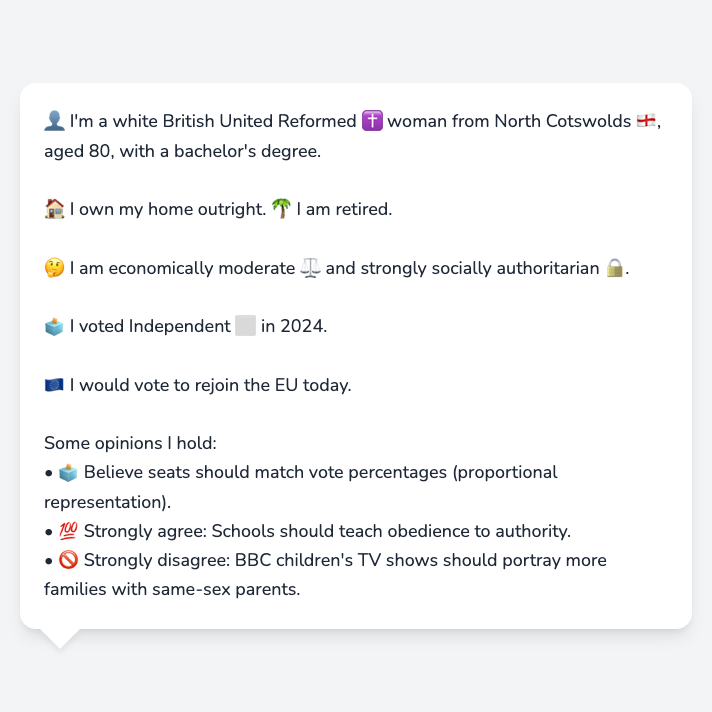 👤 I'm a white British United Reformed ✝️ woman from North Cotswolds 🏴󠁧󠁢󠁥󠁮󠁧󠁿,
aged 80, with a bachelor's degree.
🏠 I own my home outright. 🌴 I am retired.
🤔 I am economically moderate ⚖️ and strongly socially authoritarian 🔒.
🗳️ I voted Independent ⬜ in 2024.
🇪🇺 I would vote to rejoin the EU today.
Some opinions I hold:
• 🗳️ Believe seats should match vote percentages (proportional
representation).
• 💯 Strongly agree: Schools should teach obedience to authority.
• 🚫 Strongly disagree: BBC children's TV shows should portray more
families with same-sex parents.